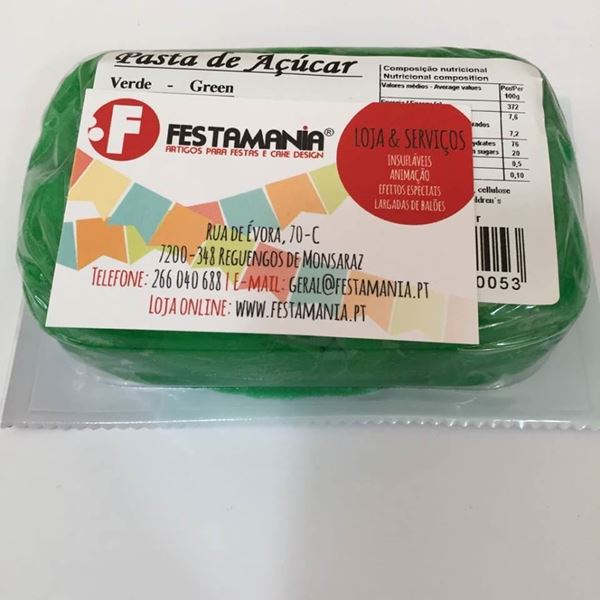 Pasta de Açúcar
Verde - Green
Composição nutricional
Nutritional composition
Valores médios - Average values
Por/Per
100g
372
7,6
7,2
76
sugars 20
0,5
0,10
cellulose
FESTAMANIA®
ARTIGOS PARA FESTAS E CAKE DESIGN
LOJA & SERVIÇOS
INSUFLÁVEIS
ANIMAÇÃO
EFEITOS ESPECIAIS
LARGADAS DE BALÕES
RUA DE ÉVORA, 70-C
7200-348 REGUENGOS DE MONSARAZ
TELEFONE: 266 040 688 | E-MAIL: GERAL@FESTAMANIA.PT
LOJA ONLINE: WWW.FESTAMANIA.PT
0053